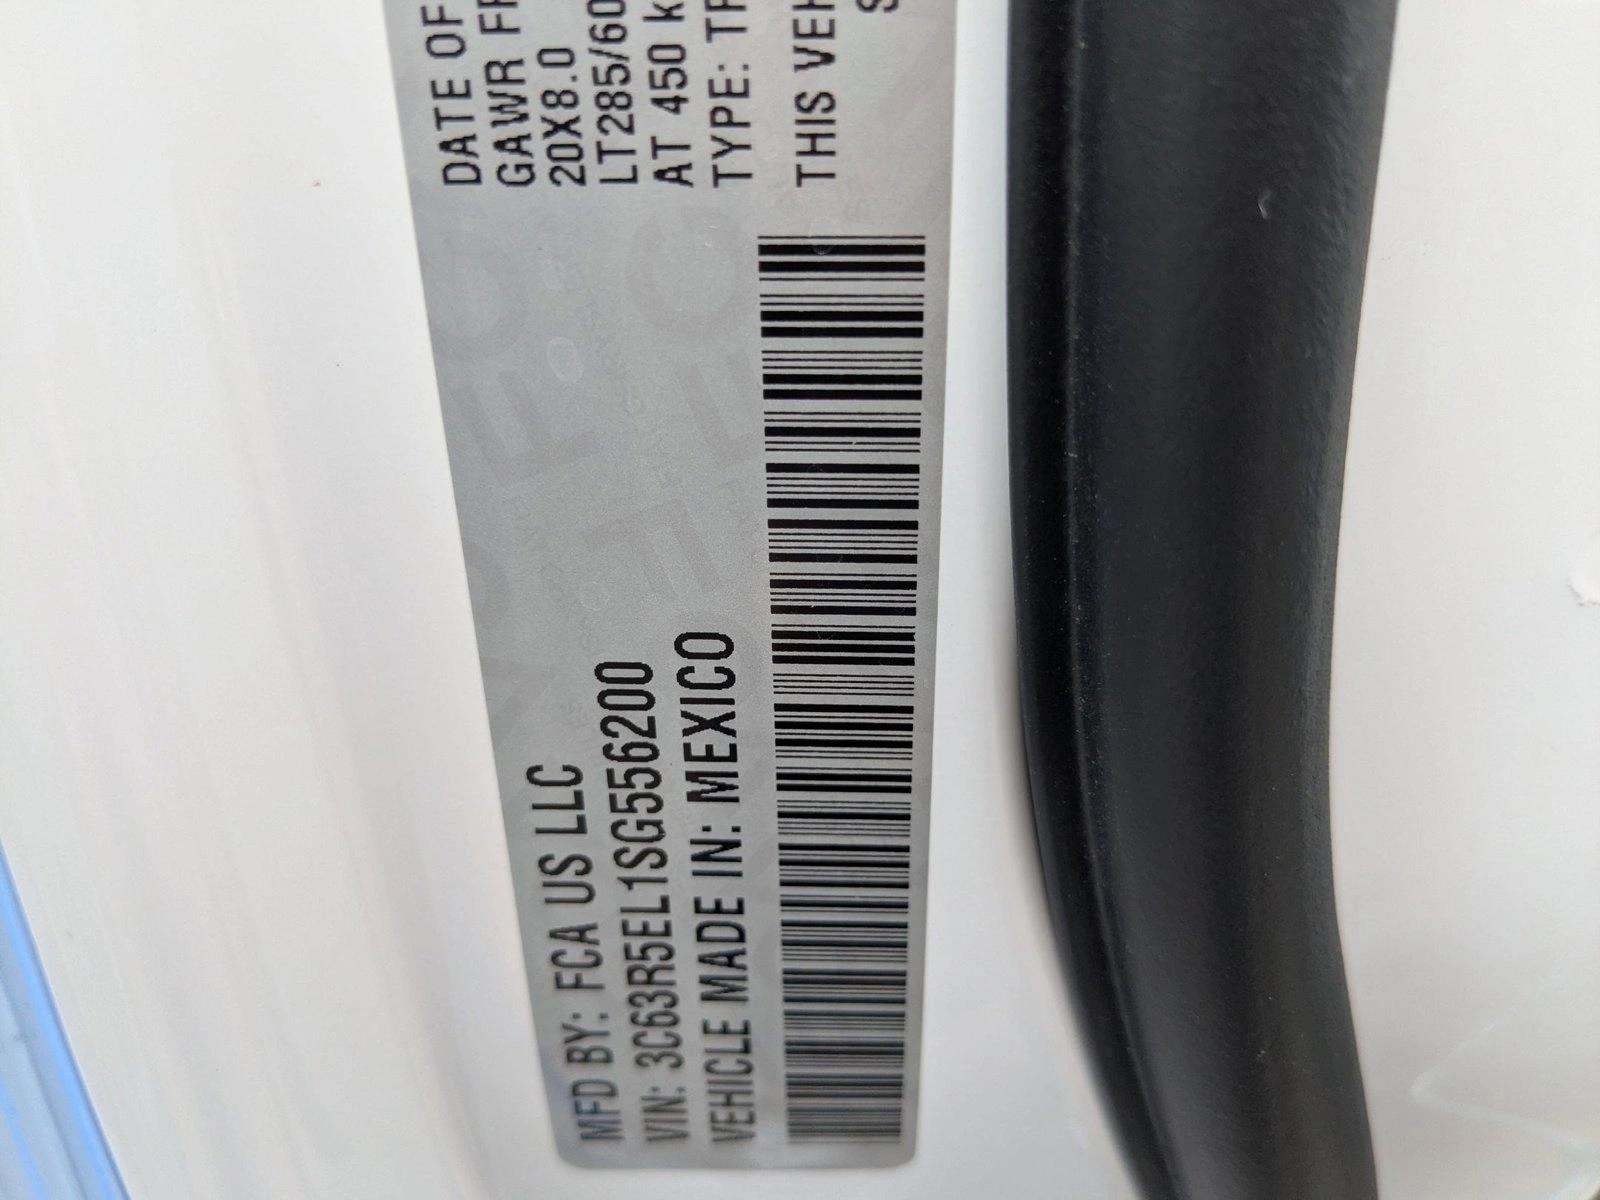 MFD BY: FCA US LLC
VIN: 3C63R5EL1SG556200
VEHICLE MADE IN: MEXICO
DATE OF
GAWR
20X8.0
LT285/60
AT 450
TYPE:
THIS